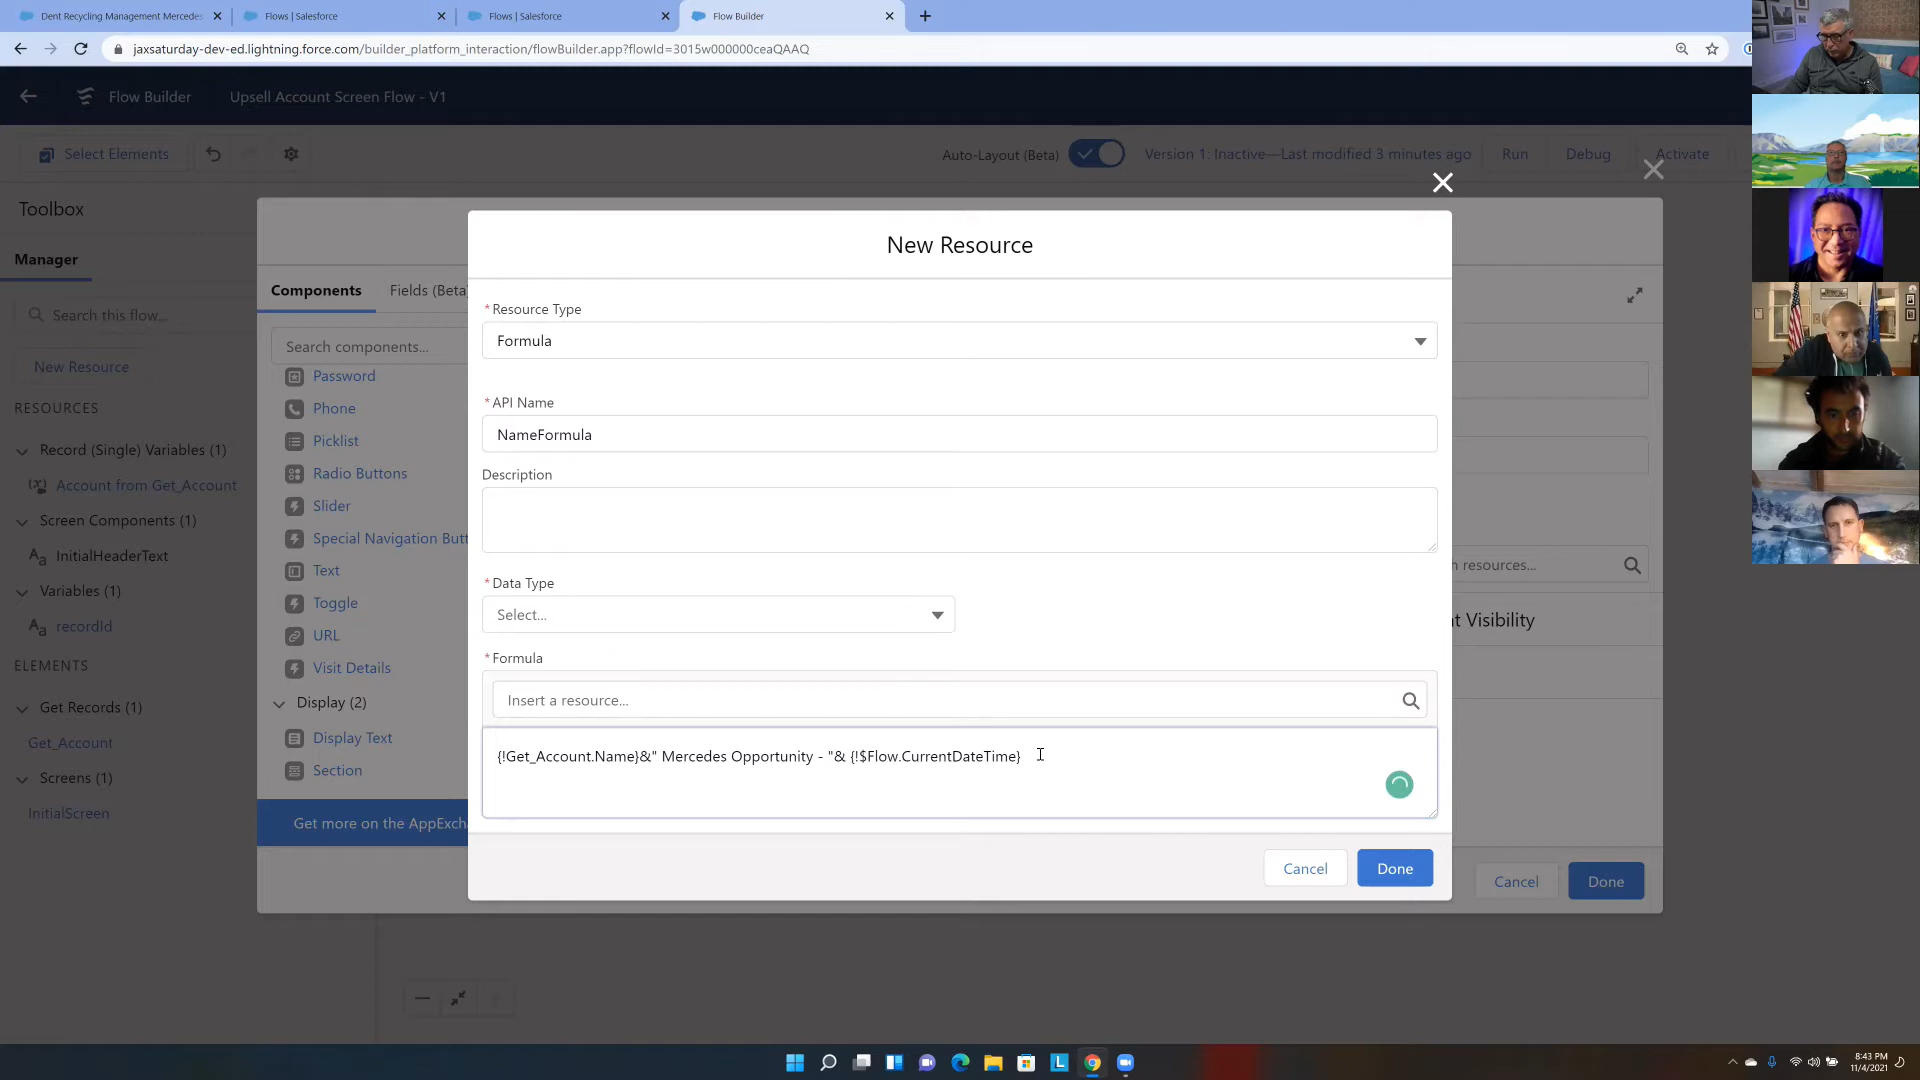 Dent Recycling Management Mercedes
Flows | Salesforce
Flows | Salesforce
Flow Builder
jaxsaturday-dev-ed.lightning.force.com/builder_platform_interaction/flowBuilder.app?flowId=3015w000000ceaQAAQ
Flow Builder
Upsell Account Screen Flow - V1
Select Elements
Auto-Layout (Beta)
Version 1: Inactive—Last modified 3 minutes ago
Run
Debug
Activate
Toolbox
Manager
Search this flow...
New Resource
RESOURCES
Record (Single) Variables (1)
Account from Get_Account
Screen Components (1)
InitialHeaderText
Variables (1)
recordId
ELEMENTS
Get Records (1)
Get_Account
Screens (1)
InitialScreen
Components
Fields (Beta)
Search components...
Password
Phone
Picklist
Radio Buttons
Slider
Special Navigation Butt
Text
Toggle
URL
Visit Details
Display (2)
Display Text
Section
Get more on the AppExcha
New Resource
* Resource Type
Formula
* API Name
NameFormula
Description
* Data Type
Select...
* Formula
Insert a resource...
{!Get_Account.Name}&" Mercedes Opportunity - "& {!$Flow.CurrentDateTime}
Cancel
Done
n resources...
t Visibility
Cancel
Done
L
8:43 PM
11/4/2021